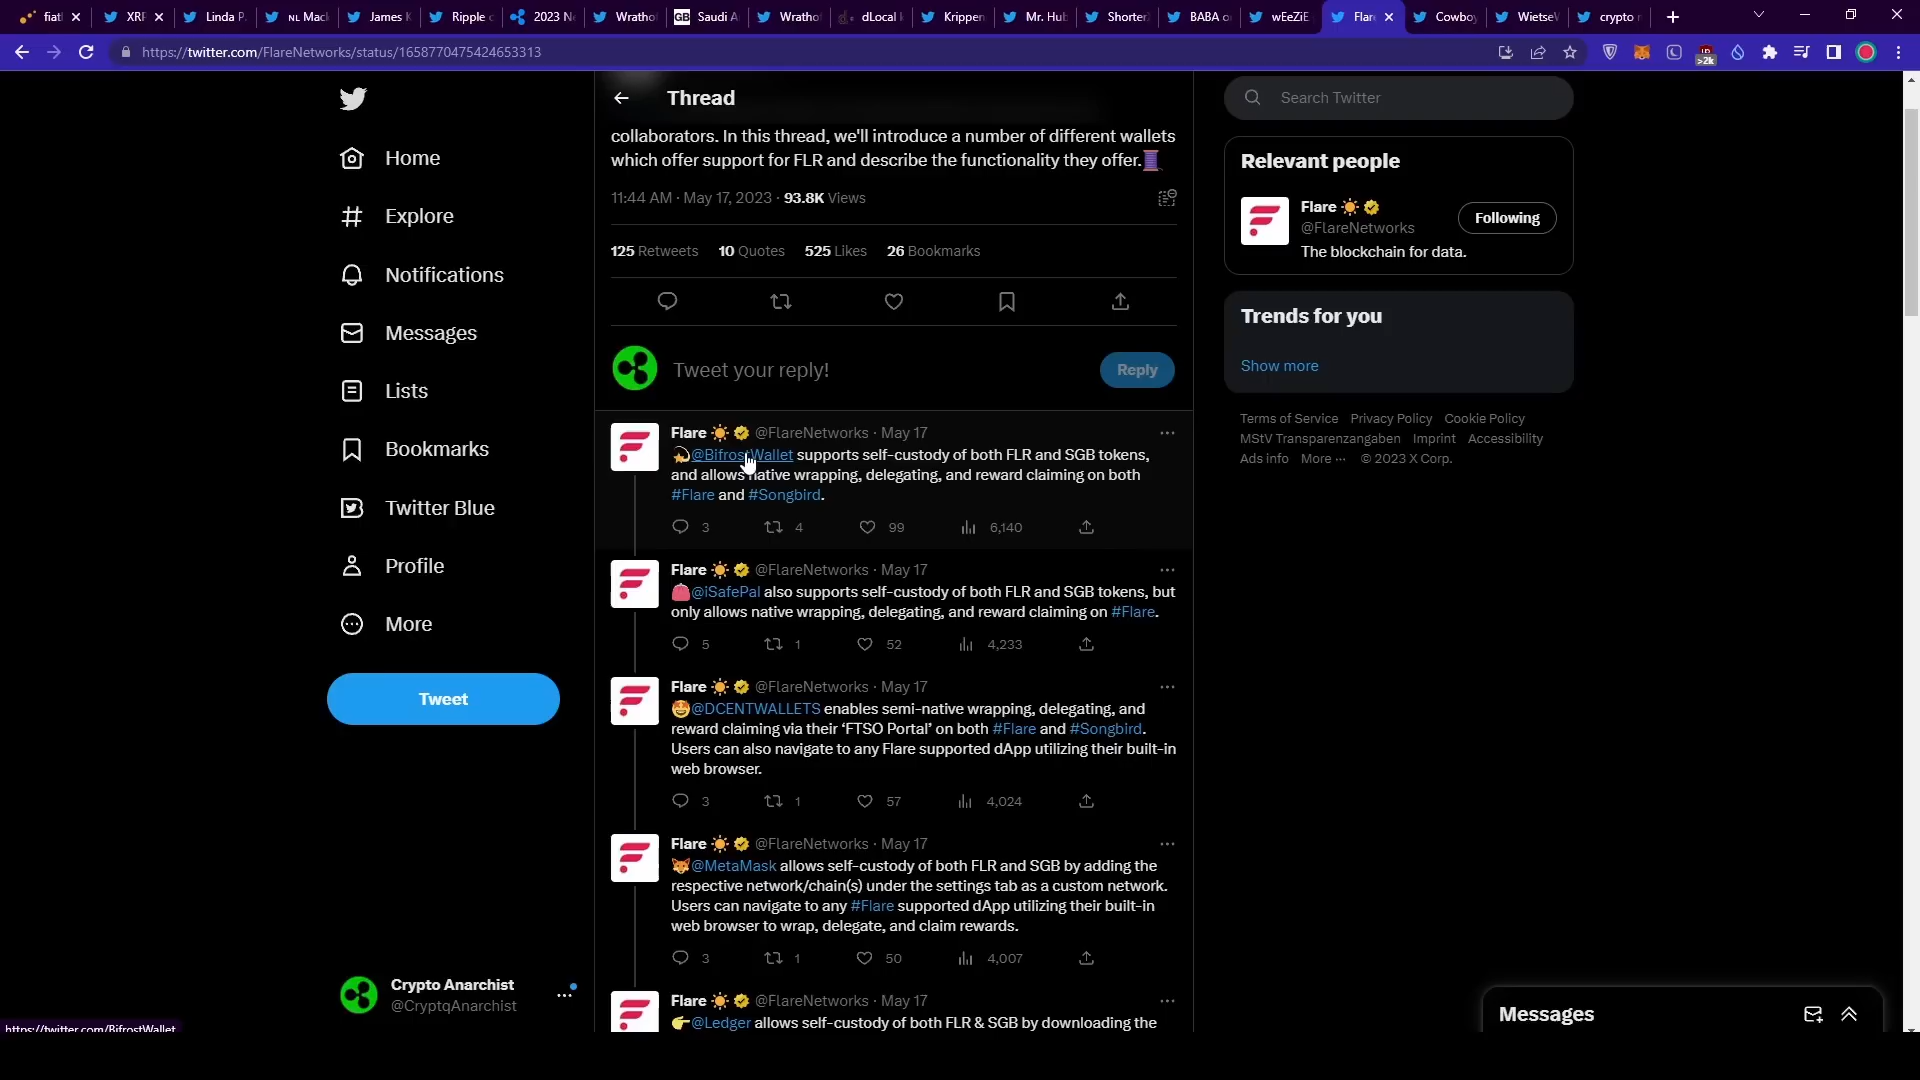 fiat
XRF
Linda P
NL Mac
James K
Ripple c
2023 N
Wratho
GB Saudi A
Wratho
dLocal
Krippen
Mr. Hub
Shorter
BABA o
wEeZiE
Flare
Cowboy
WietseV
crypto
https://twitter.com/FlareNetworks/status/1658770475424653313
>2k
Home
Explore
Notifications
Messages
Lists
Bookmarks
Twitter Blue
Profile
More
Tweet
Crypto Anarchist
@CryptqAnarchist
https://twitter.com/BifrostWallet
Thread
collaborators. In this thread, we'll introduce a number of different wallets
which offer support for FLR and describe the functionality they offer.🧵
11:44 AM · May 17, 2023 · 93.8K Views
125 Retweets 10 Quotes 525 Likes 26 Bookmarks
Tweet your reply!
Reply
Flare @FlareNetworks · May 17
@BifrostWallet supports self-custody of both FLR and SGB tokens,
and allows native wrapping, delegating, and reward claiming on both
#Flare and #Songbird.
3 4 99 6,140
Flare @FlareNetworks · May 17
@iSafePal also supports self-custody of both FLR and SGB tokens, but
only allows native wrapping, delegating, and reward claiming on #Flare.
5 1 52 4,233
Flare @FlareNetworks · May 17
@DCENTWALLETS enables semi-native wrapping, delegating, and
reward claiming via their ‘FTSO Portal’ on both #Flare and #Songbird.
Users can also navigate to any Flare supported dApp utilizing their built-in
web browser.
3 1 57 4,024
Flare @FlareNetworks · May 17
@MetaMask allows self-custody of both FLR and SGB by adding the
respective network/chain(s) under the settings tab as a custom network.
Users can navigate to any #Flare supported dApp utilizing their built-in
web browser to wrap, delegate, and claim rewards.
3 1 50 4,007
Flare @FlareNetworks · May 17
@Ledger allows self-custody of both FLR & SGB by downloading the
Search Twitter
Relevant people
Flare
@FlareNetworks
Following
The blockchain for data.
Trends for you
Show more
Terms of Service Privacy Policy Cookie Policy
MStV Transparenzangaben Imprint Accessibility
Ads info More ··· © 2023 X Corp.
Messages